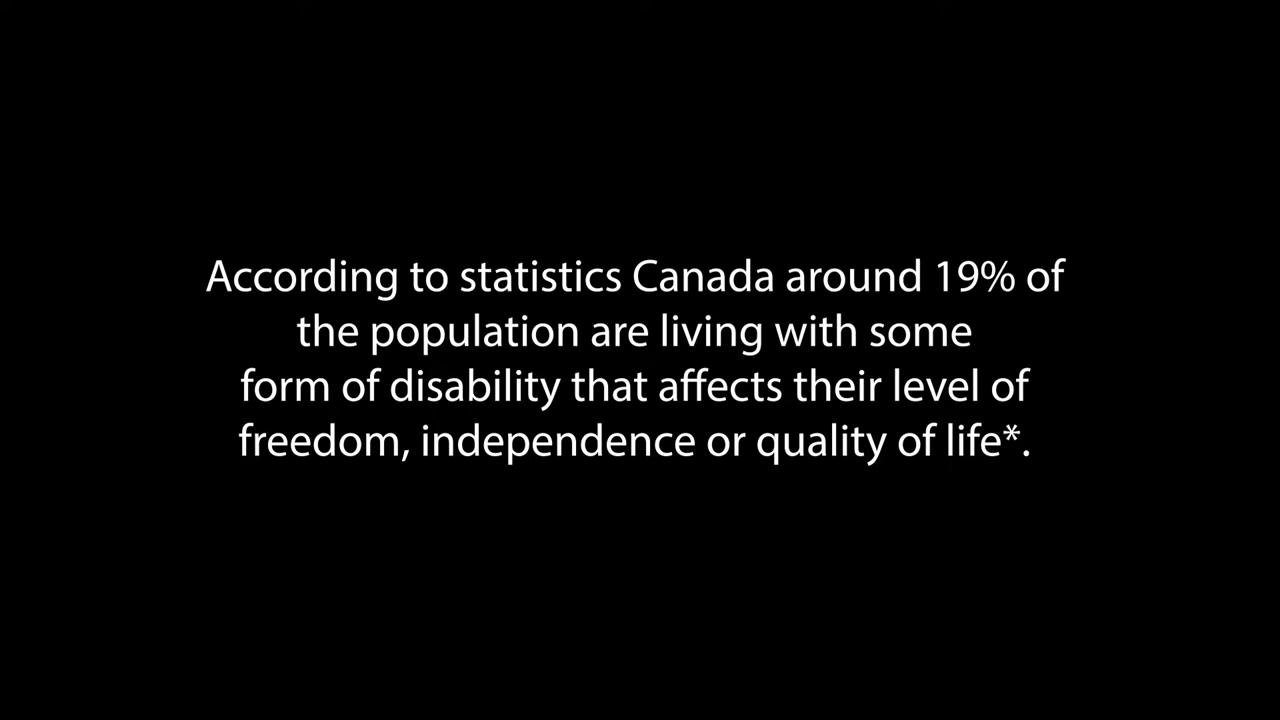 According to statistics Canada around 19% of
the population are living with some
form of disability that affects their level of
freedom, independence or quality of life*.